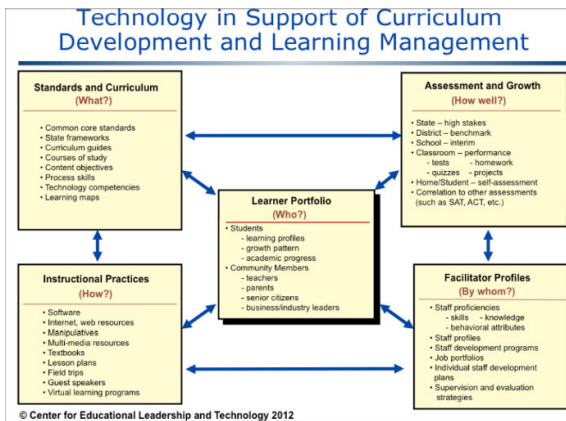 Technology in Support of Curriculum
Development and Learning Management
Standards and Curriculum
(What?)
• Common core standards
• State frameworks
• Curriculum guides
• Courses of study
• Content objectives
• Process skills
• Technology competencies
• Learning maps
Assessment and Growth
(How well?)
• State – high stakes
• District – benchmark
• School – interim
• Classroom – performance
- tests - homework
- quizzes - projects
• Home/Student – self-assessment
• Correlation to other assessments
(such as SAT, ACT, etc.)
Learner Portfolio
(Who?)
• Students
- learning profiles
- growth pattern
- academic progress
• Community Members
- teachers
- parents
- senior citizens
- business/industry leaders
Instructional Practices
(How?)
• Software
• Internet, web resources
• Manipulatives
• Multi-media resources
• Textbooks
• Lesson plans
• Field trips
• Guest speakers
• Virtual learning programs
Facilitator Profiles
(By whom?)
• Staff proficiencies
- skills - knowledge
- behavioral attributes
• Staff profiles
• Staff development programs
• Job portfolios
• Individual staff development
plans
• Supervision and evaluation
strategies
© Center for Educational Leadership and Technology 2012